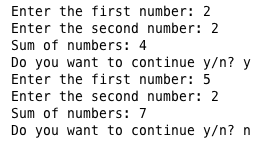 Enter the first number: 2
Enter the second number: 2
Sum of numbers: 4
Do you want to continue y/n? y
Enter the first number: 5
Enter the second number: 2
Sum of numbers: 7
Do you want to continue y/n? n